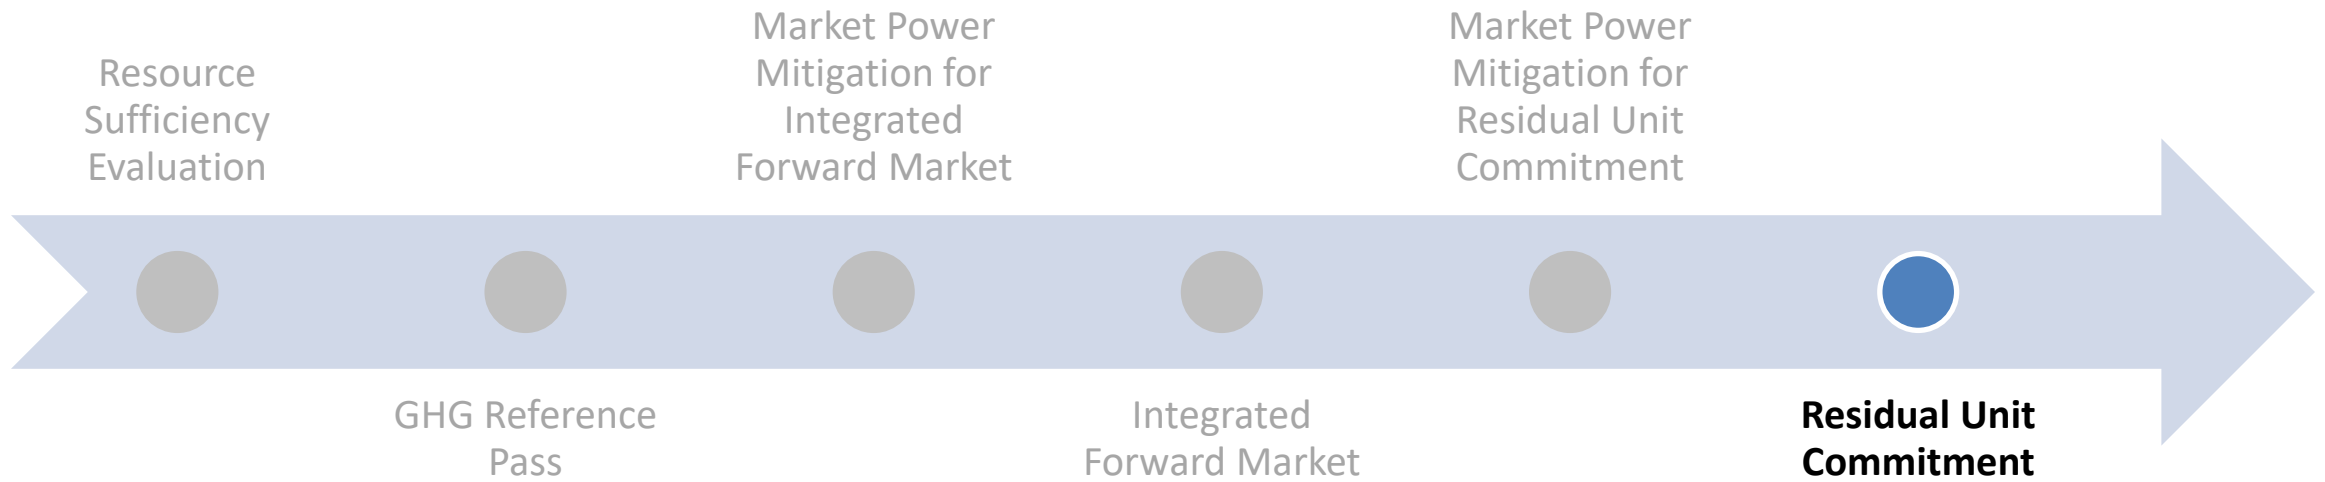 Resource
Sufficiency
Evaluation
GHG Reference
Pass
Market Power
Mitigation for
Integrated
Forward Market
Integrated
Forward Market
Market Power
Mitigation for
Residual Unit
Commitment
Residual Unit
Commitment